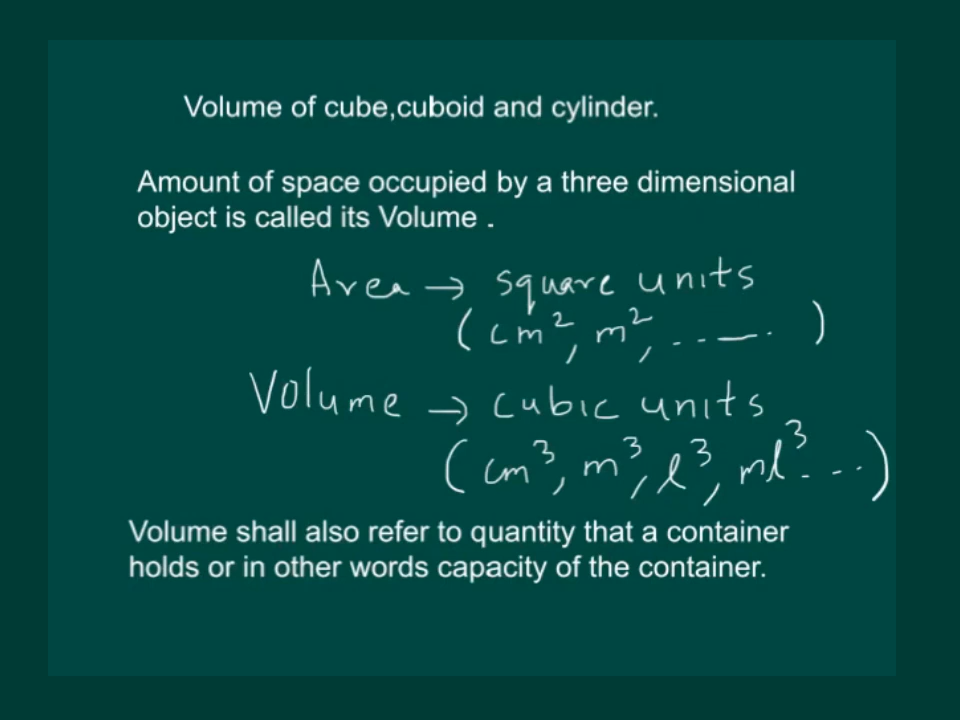 Volume of cube,cuboid and cylinder.
Amount of space occupied by a three dimensional
object is called its Volume .
Area → square units
(cm², m², ..—. )
Volume → cubic units
(cm³, m³, l³, ml³. ...)
Volume shall also refer to quantity that a container
holds or in other words capacity of the container.